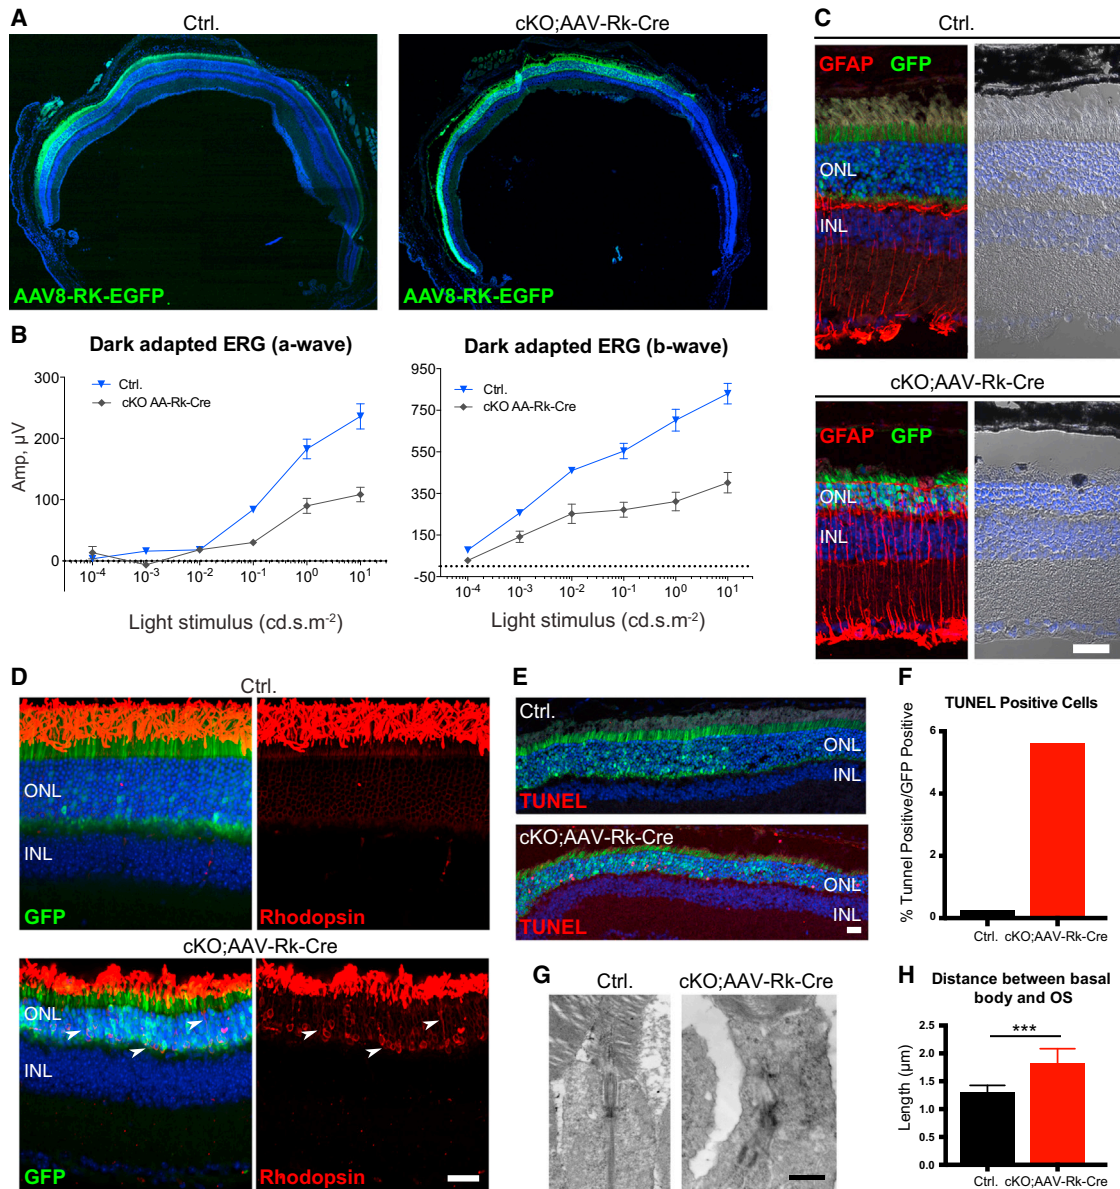 A
Ctrl.
cKO;AAV-Rk-Cre
AAV8-RK-EGFP
AAV8-RK-EGFP
B
Dark adapted ERG (a-wave)
300
200
100
0
Amp, µV
Ctrl.
cKO AA-Rk-Cre
10-4
10-3
10-2
10-1
100
101
Light stimulus (cd.s.m-2)
Dark adapted ERG (b-wave)
950
750
550
350
150
-50
Ctrl.
cKO AA-Rk-Cre
10-4
10-3
10-2
10-1
100
101
Light stimulus (cd.s.m-2)
C
Ctrl.
GFAP GFP
ONL
INL
cKO;AAV-Rk-Cre
GFAP GFP
ONL
INL
D
Ctrl.
ONL
INL
GFP
Rhodopsin
cKO;AAV-Rk-Cre
ONL
INL
GFP
Rhodopsin
E
Ctrl.
ONL
INL
TUNEL
cKO;AAV-Rk-Cre
ONL
INL
TUNEL
F
TUNEL Positive Cells
% Tunnel Positive/GFP Positive
6
4
2
0
Ctrl.
cKO;AAV-Rk-Cre
G
Ctrl.
cKO;AAV-Rk-Cre
H
Distance between basal
body and OS
***
Length (µm)
2.5
2.0
1.5
1.0
0.5
0.0
Ctrl.
cKO;AAV-Rk-Cre